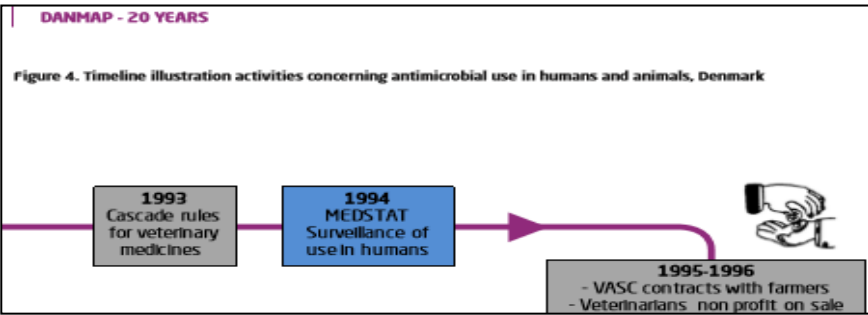 DANMAP - 20 YEARS
Figure 4. Timeline illustration activities concerning antimicrobial use in humans and animals, Denmark
1993
Cascade rules
for veterinary
medicines
1994
MEDSTAT
Surveillance of
use in humans
1995-1996
- VASC contracts with farmers
- Veterinarians non profit on sale